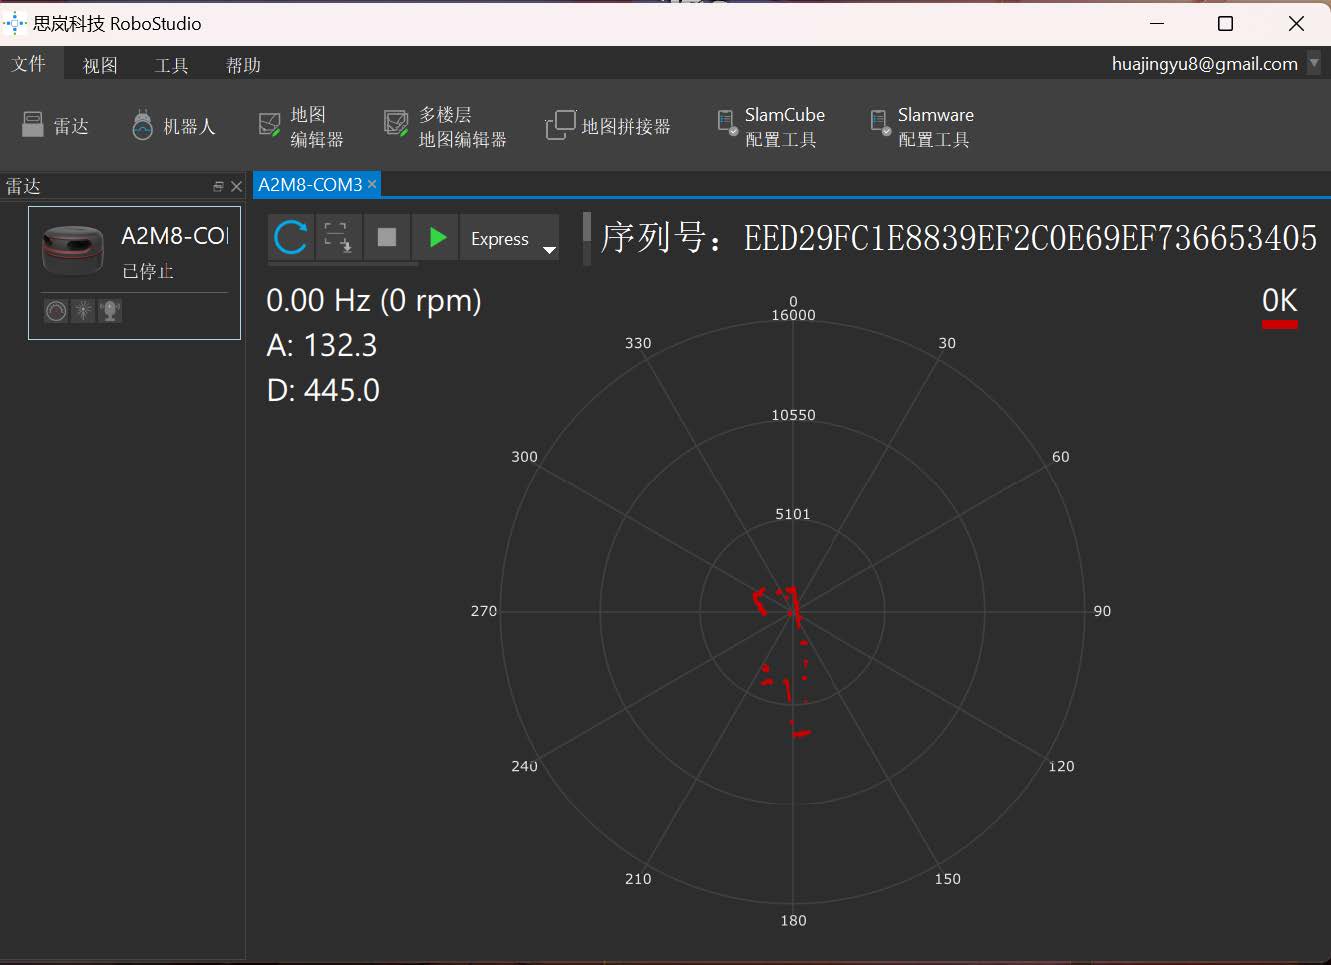 思岚科技 RoboStudio
文件 视图 工具 帮助 huajingyu8@gmail.com
雷达
机器人
地图
编辑器
多楼层
地图编辑器
地图拼接器
SlamCube
配置工具
Slamware
配置工具
雷达
A2M8-COM3
A2M8-CO
已停止
Express
序列号：EED29FC1E8839EF2C0E69EF736653405
0.00 Hz (0 rpm)
A: 132.3
D: 445.0
0K
0
16000
330
30
10550
300
60
5101
270
90
240
120
210
150
180